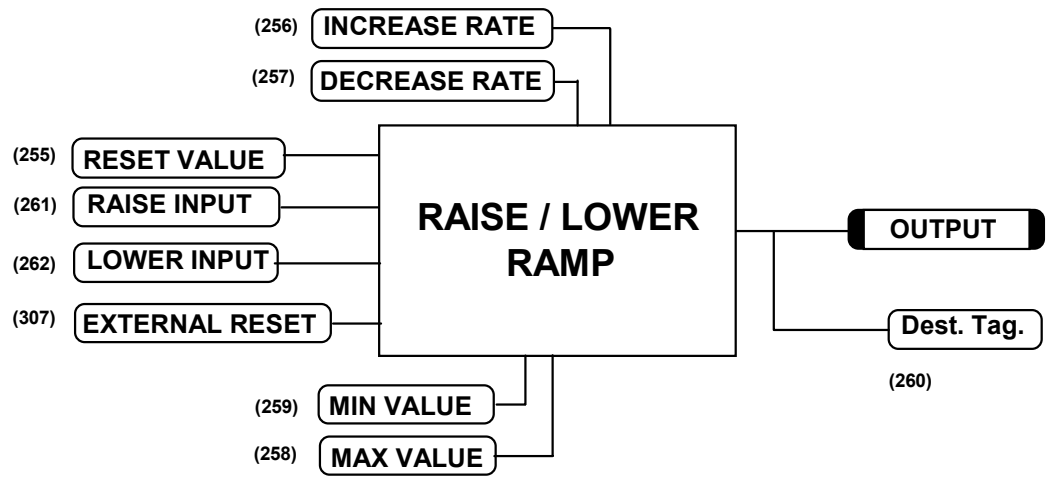 (256) INCREASE RATE
(257) DECREASE RATE
(255) RESET VALUE
(261) RAISE INPUT
(262) LOWER INPUT
(307) EXTERNAL RESET
RAISE / LOWER
RAMP
OUTPUT
Dest. Tag.
(260)
(259) MIN VALUE
(258) MAX VALUE